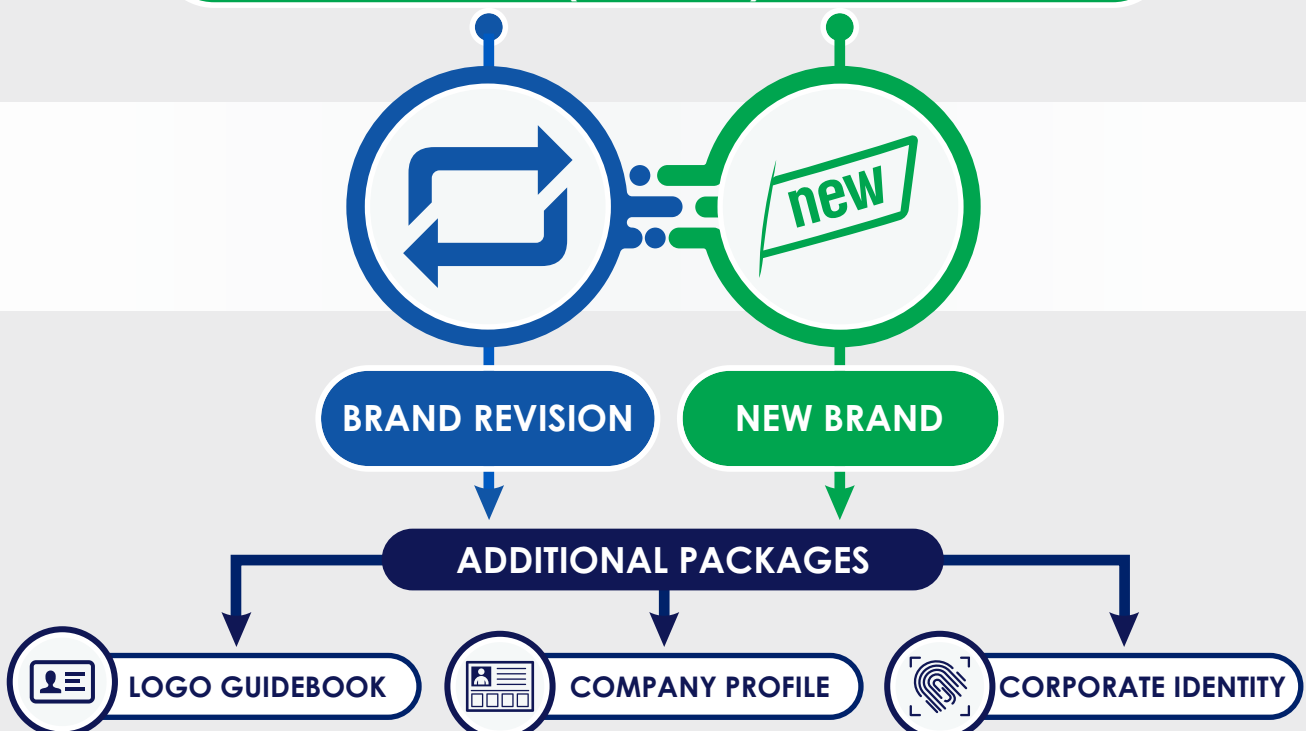 new
BRAND REVISION
NEW BRAND
ADDITIONAL PACKAGES
LOGO GUIDEBOOK
COMPANY PROFILE
CORPORATE IDENTITY